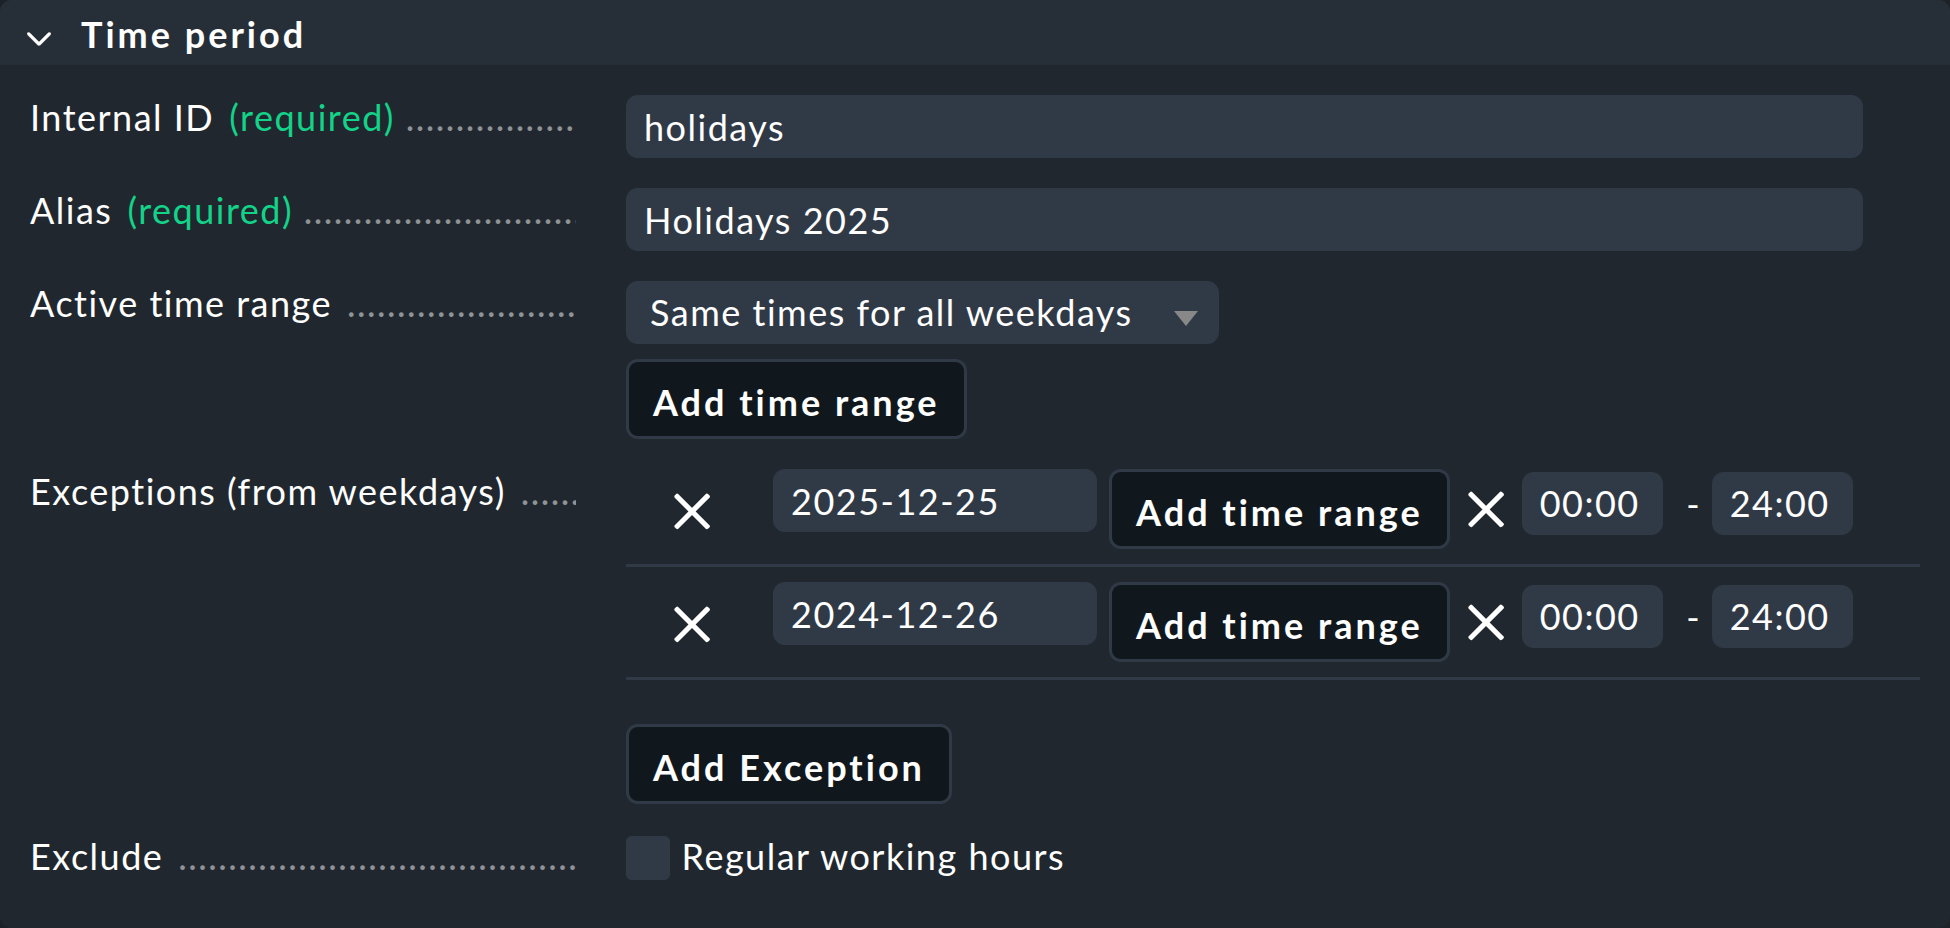 Time period
Internal ID (required) holidays
Alias (required) Holidays 2025
Active time range Same times for all weekdays
Add time range
Exceptions (from weekdays) 2025-12-25 Add time range 00:00 - 24:00
2024-12-26 Add time range 00:00 - 24:00
Add Exception
Exclude Regular working hours